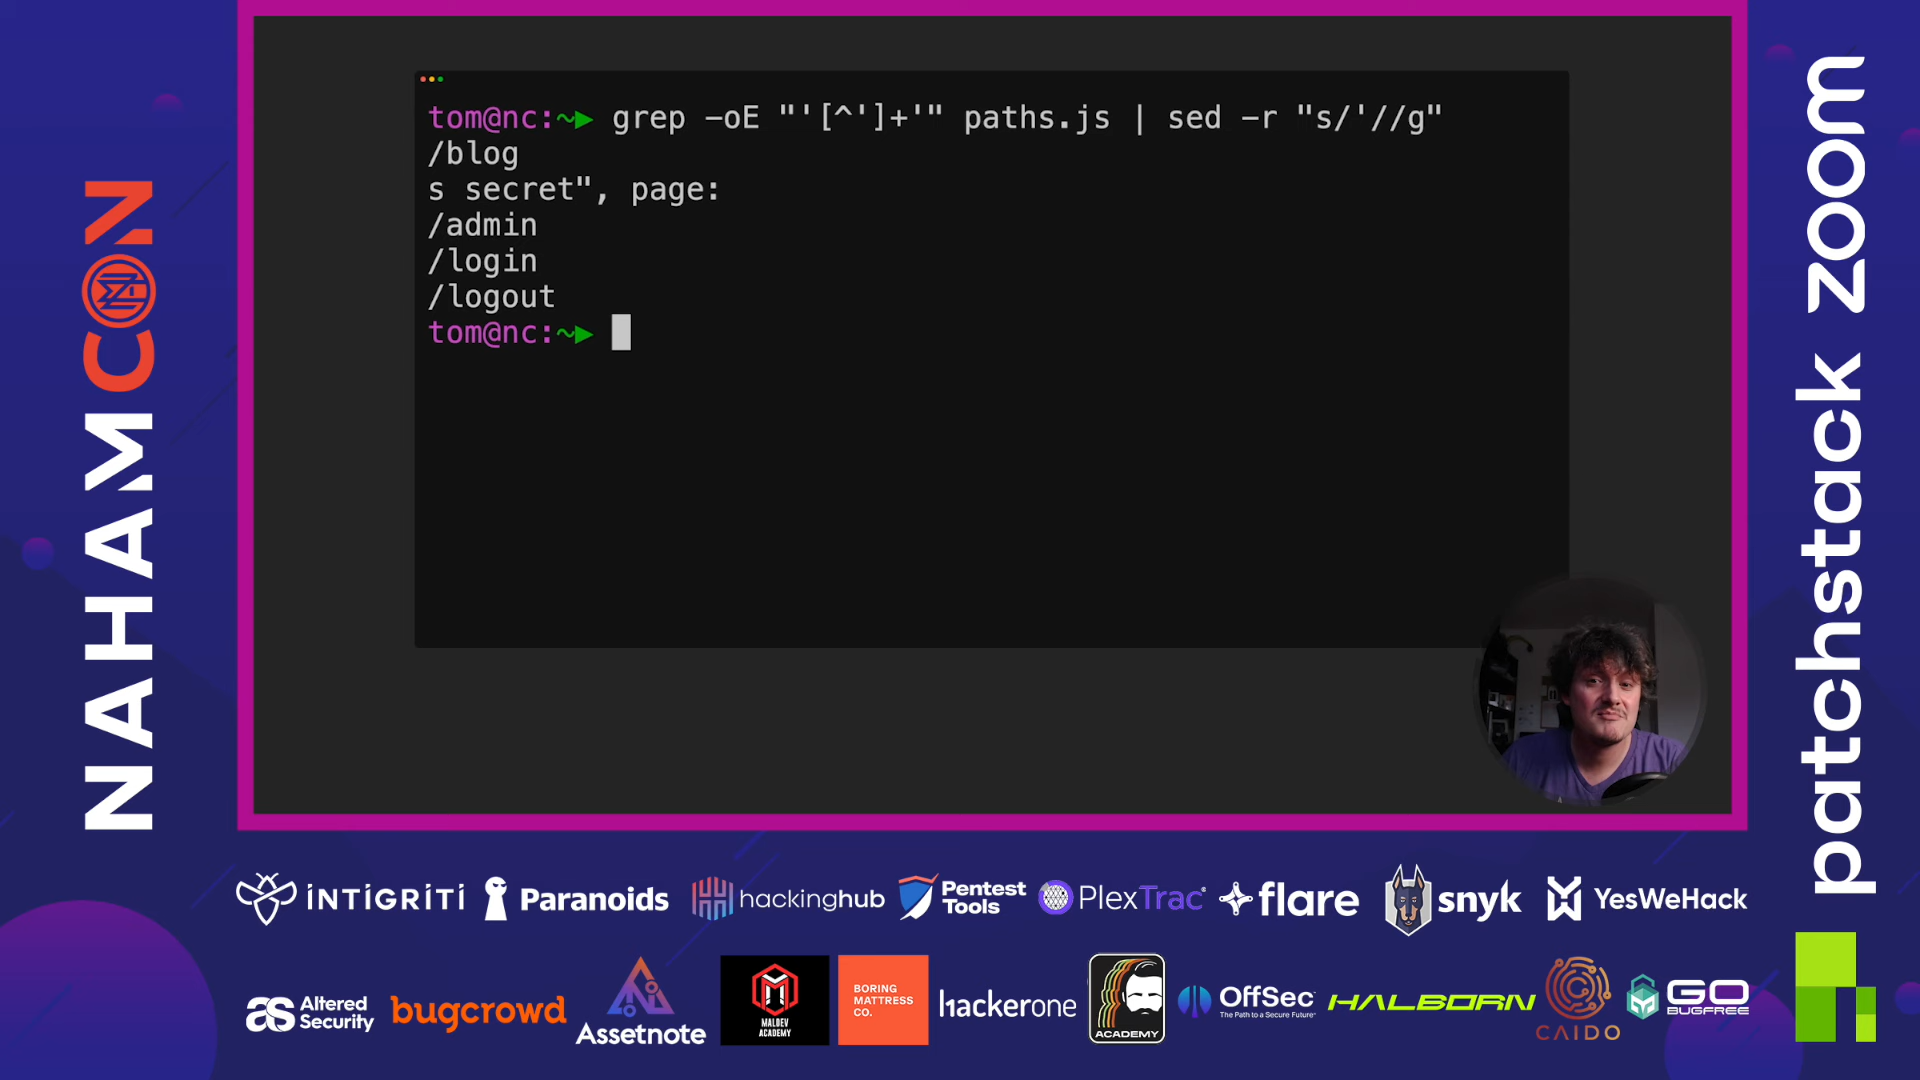 NAHAMCON
tom@nc:~▶ grep -oE "'[^']+'" paths.js | sed -r "s/'//g"
/blog
s secret", page:
/admin
/login
/logout
tom@nc:~▶
patchstack zoom
INTIGRITI
Paranoids
hackinghub
Pentest
Tools
PlexTrac
flare
snyk
YesWeHack
as Altered
Security
bugcrowd
Assetnote
MALDEV
ACADEMY
BORING
MATTRESS
CO.
hackerone
ACADEMY
OffSec
The Path to a Secure Future
HALBORN
CAIDO
GO
BUGFREE